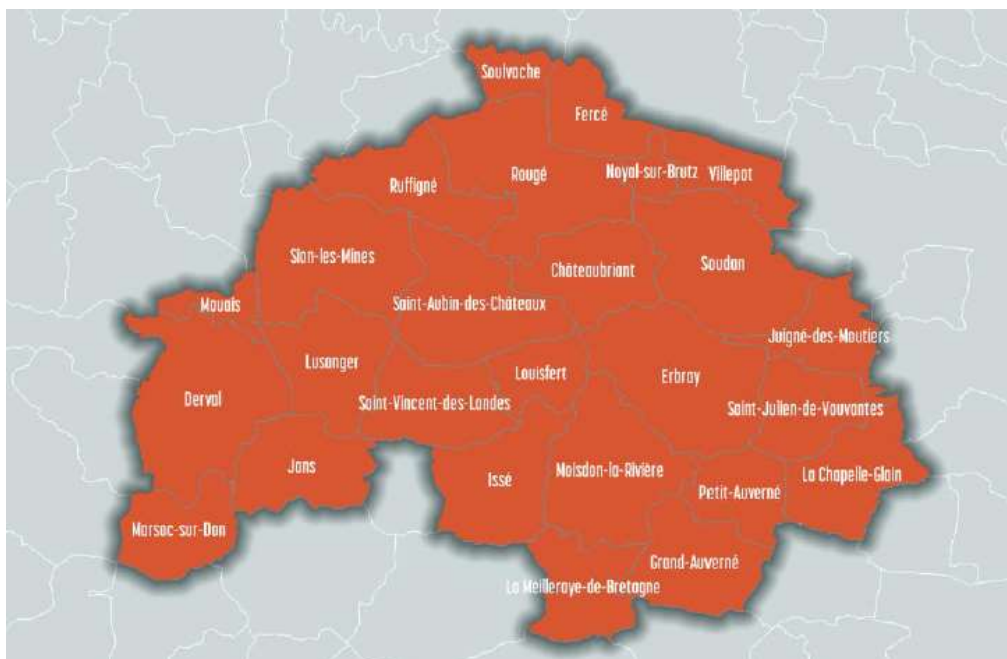 Soulvache
Fercé
Rougé
Noyal-sur-Brutz
Villepot
Ruffigné
Sion-les-Mines
Châteaubriant
Soudan
Mouais
Saint-Aubin-des-Châteaux
Juigné-des-Moutiers
Lusanger
Louisfert
Erbray
Derval
Saint-Vincent-des-Landes
Saint-Julien-de-Vouvantes
Jans
Issé
Moisdon-la-Rivière
La Chapelle-Glain
Petit-Auverné
Marsac-sur-Don
Grand-Auverné
La Meilleraye-de-Bretagne